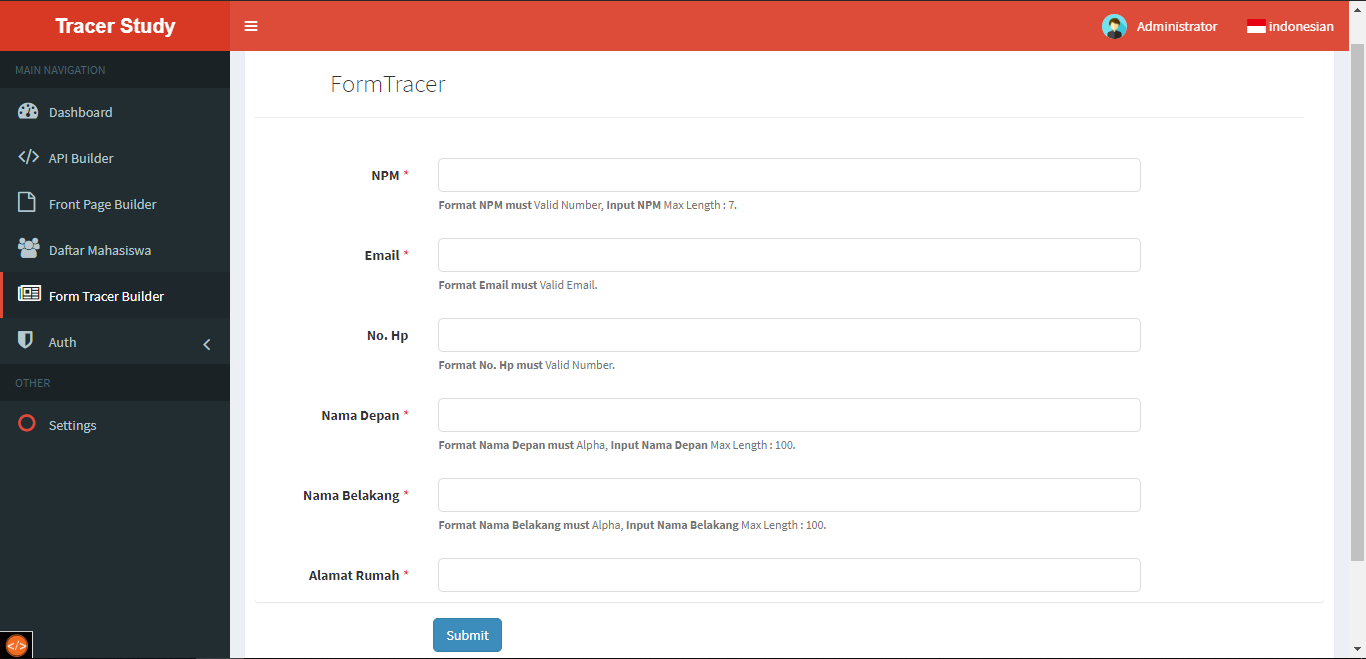 Tracer Study
Administrator
indonesian
MAIN NAVIGATION
Dashboard
API Builder
Front Page Builder
Daftar Mahasiswa
Form Tracer Builder
Auth
OTHER
Settings
FormTracer
NPM *
Format NPM must Valid Number, Input NPM Max Length : 7.
Email *
Format Email must Valid Email.
No. Hp
Format No. Hp must Valid Number.
Nama Depan *
Format Nama Depan must Alpha, Input Nama Depan Max Length : 100.
Nama Belakang *
Format Nama Belakang must Alpha, Input Nama Belakang Max Length : 100.
Alamat Rumah *
Submit